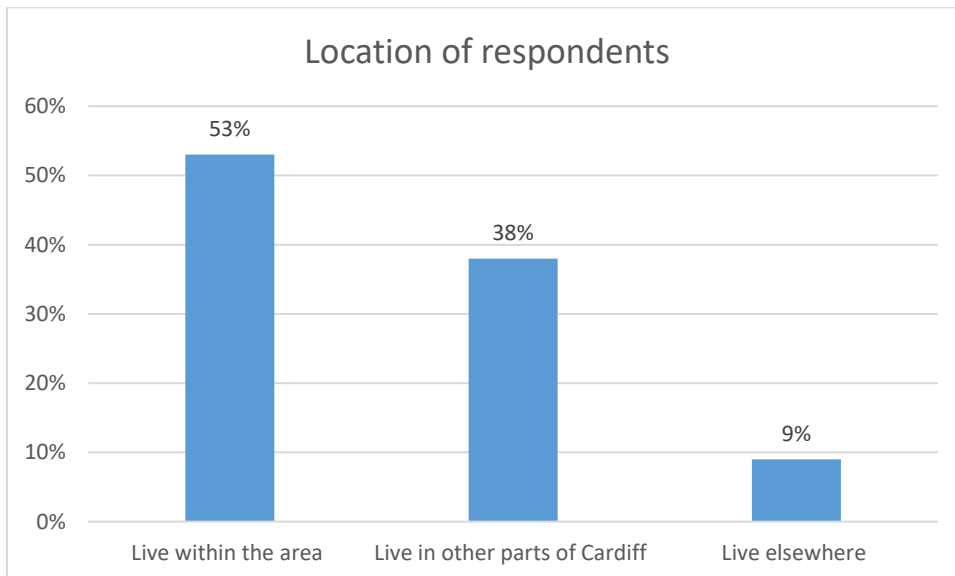 Location of respondents
60%
53%
50%
38%
40%
30%
20%
9%
10%
0%
Live within the area
Live in other parts of Cardiff
Live elsewhere